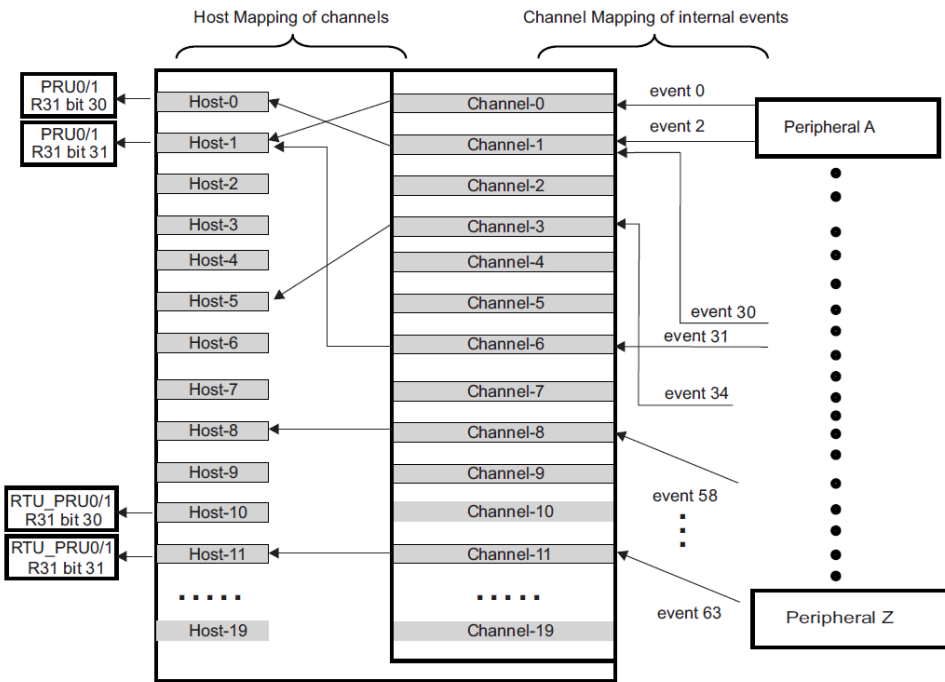 Host Mapping of channels
Channel Mapping of internal events
PRU0/1
R31 bit 30
PRU0/1
R31 bit 31
RTU_PRU0/1
R31 bit 30
RTU_PRU0/1
R31 bit 31
Host-0
Host-1
Host-2
Host-3
Host-4
Host-5
Host-6
Host-7
Host-8
Host-9
Host-10
Host-11
.....
Host-19
Channel-0
Channel-1
Channel-2
Channel-3
Channel-4
Channel-5
Channel-6
Channel-7
Channel-8
Channel-9
Channel-10
Channel-11
.....
Channel-19
event 0
event 2
event 30
event 31
event 34
event 58
event 63
Peripheral A
Peripheral Z